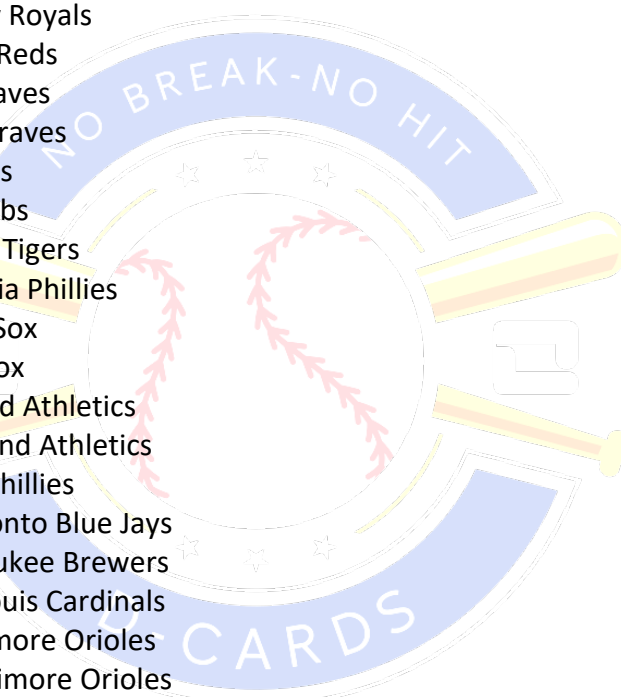 Royals
Reds
aves
raves
s
bs
Tigers
ia Phillies
Sox
ox
d Athletics
nd Athletics
hillies
onto Blue Jays
ukee Brewers
ouis Cardinals
more Orioles
imore Orioles
NO BREAK-NO HIT
D-CARDS